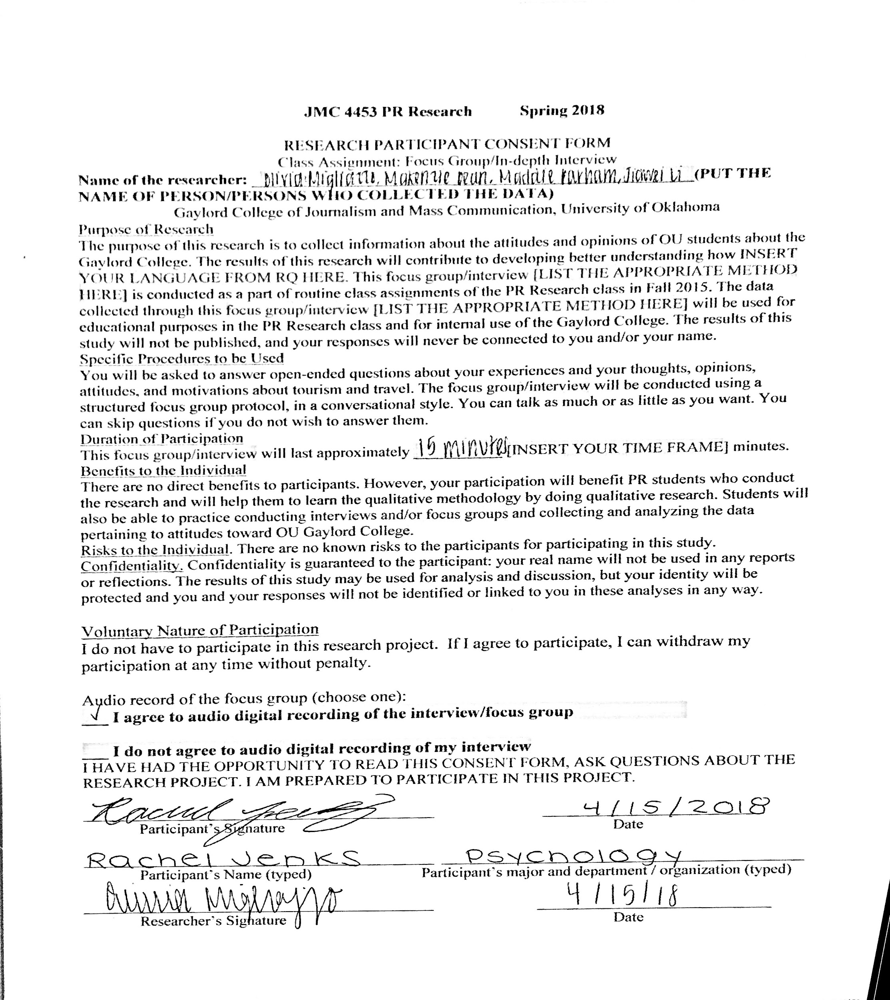 JMC 4453 PR Research Spring 2018
RESEARCH PARTICIPANT CONSENT FORM
Class Assignment: Focus Group/In-depth Interview
Name of the researcher: Olivia Makenzie Dean, Maddie Parham, Jiawei Li (PUT THE
NAME OF PERSON/PERSONS WHO COLLECTED THE DATA)
Gaylord College of Journalism and Mass Communication, University of Oklahoma
Purpose of Research
The purpose of this research is to collect information about the attitudes and opinions of OU students about the
Gaylord College. The results of this research will contribute to developing better understanding how INSERT
YOUR LANGUAGE FROM RQ HERE. This focus group/interview [LIST THE APPROPRIATE METHOD
HERE] is conducted as a part of routine class assignments of the PR Research class in Fall 2015. The data
collected through this focus group/interview [LIST THE APPROPRIATE METHOD HERE] will be used for
educational purposes in the PR Research class and for internal use of the Gaylord College. The results of this
study will not be published, and your responses will never be connected to you and/or your name.
Specific Procedures to be Used
You will be asked to answer open-ended questions about your experiences and your thoughts, opinions,
attitudes, and motivations about tourism and travel. The focus group/interview will be conducted using a
structured focus group protocol, in a conversational style. You can talk as much or as little as you want. You
can skip questions if you do not wish to answer them.
Duration of Participation
This focus group/interview will last approximately 15 minutes [INSERT YOUR TIME FRAME] minutes.
Benefits to the Individual
There are no direct benefits to participants. However, your participation will benefit PR students who conduct
the research and will help them to learn the qualitative methodology by doing qualitative research. Students will
also be able to practice conducting interviews and/or focus groups and collecting and analyzing the data
pertaining to attitudes toward OU Gaylord College.
Risks to the Individual. There are no known risks to the participants for participating in this study.
Confidentiality. Confidentiality is guaranteed to the participant: your real name will not be used in any reports
or reflections. The results of this study may be used for analysis and discussion, but your identity will be
protected and you and your responses will not be identified or linked to you in these analyses in any way.
Voluntary Nature of Participation
I do not have to participate in this research project. If I agree to participate, I can withdraw my
participation at any time without penalty.
Audio record of the focus group (choose one):
✓ I agree to audio digital recording of the interview/focus group
___ I do not agree to audio digital recording of my interview
I HAVE HAD THE OPPORTUNITY TO READ THIS CONSENT FORM, ASK QUESTIONS ABOUT THE
RESEARCH PROJECT. I AM PREPARED TO PARTICIPATE IN THIS PROJECT.
Rachel Jenks 4/15/2018
Participant's Signature Date
Rachel Jenks Psychology
Participant's Name (typed) Participant's major and department / organization (typed)
Olivia 4/15/18
Researcher's Signature Date